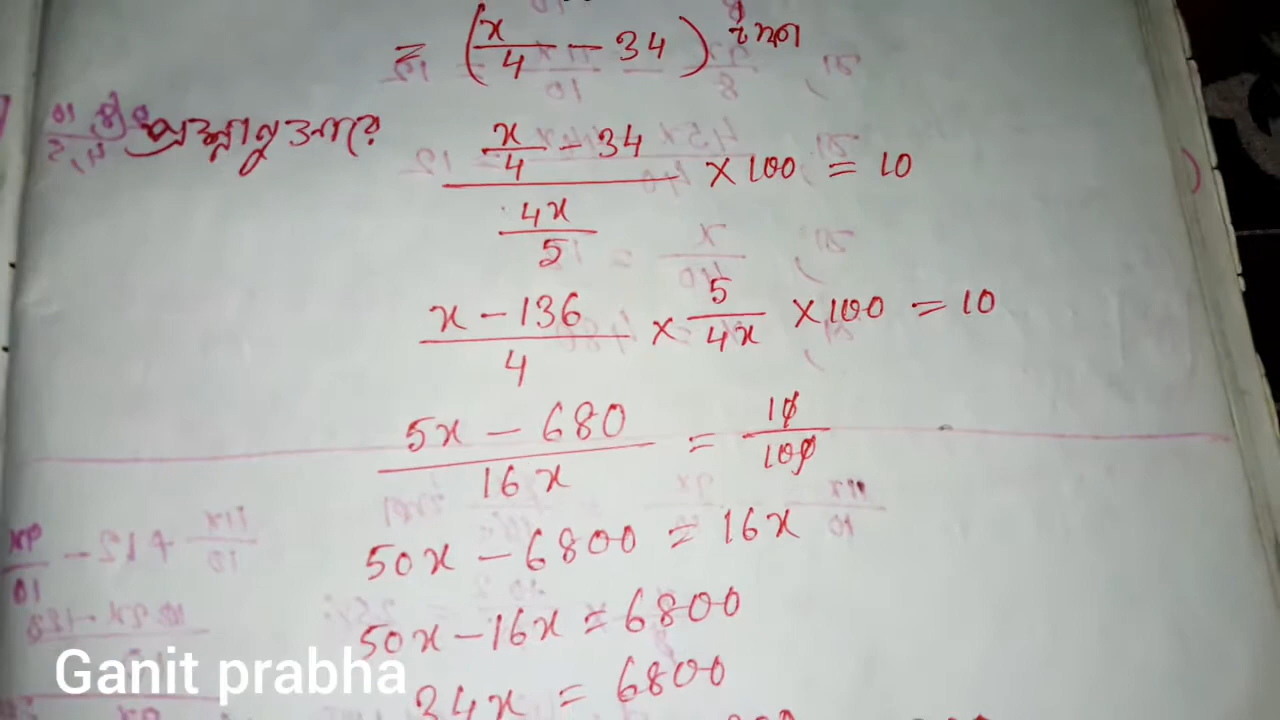 = (x/4 - 34) টাকা
প্রশ্নানুসারে
(x/4 - 34)/(4x/5) × 100 = 10
(x - 136)/4 × 5/4x × 100 = 10
(5x - 680)/16x = 10/100
50x - 6800 = 16x
50x - 16x = 6800
34x = 6800
Ganit prabha